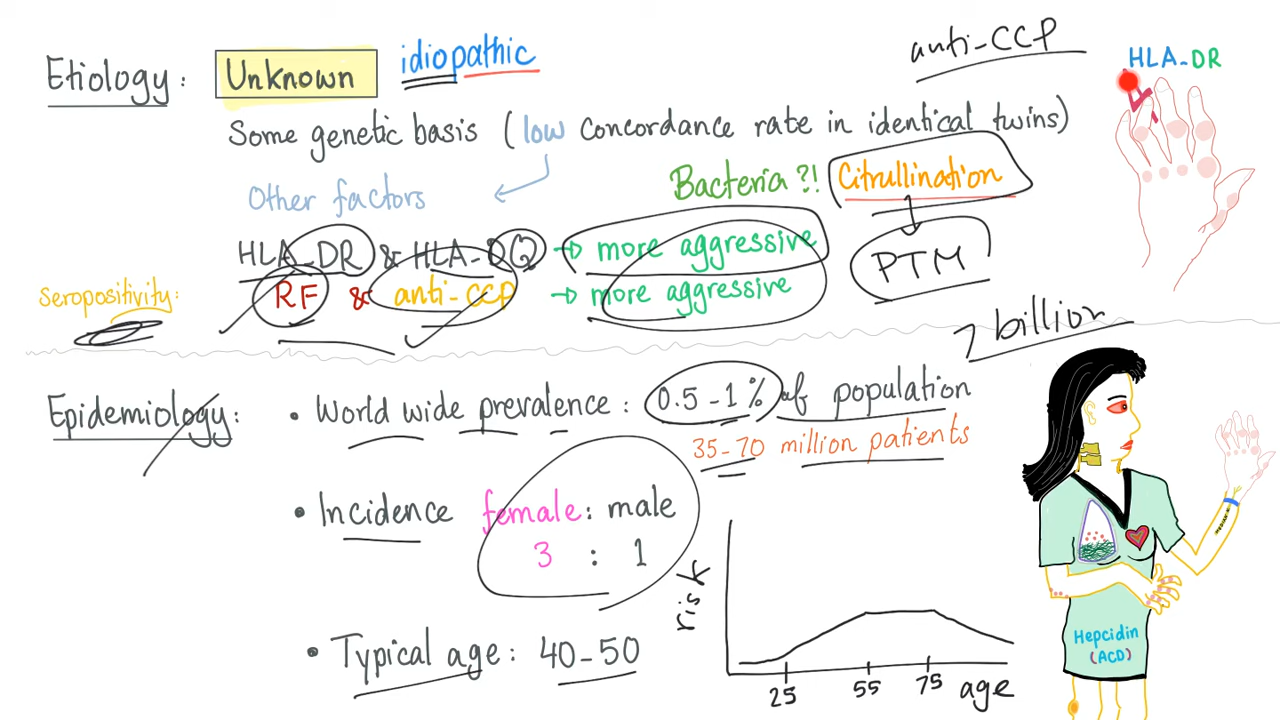 anti-CCP
Etiology: Unknown idiopathic
HLA-DR
Some genetic basis (low concordance rate in identical twins)
Other factors
Bacteria ?! Citrullination
HLA-DR & HLA-DQ → more aggressive
PTM
Seropositivity: RF & anti-CCP → more aggressive
7 billion
Epidemiology: • World wide prevalence: 0.5-1% of population
35-70 million patients
• Incidence female: male
3 : 1
risk
• Typical age: 40-50
25 55 75 age
Hepcidin
(ACD)